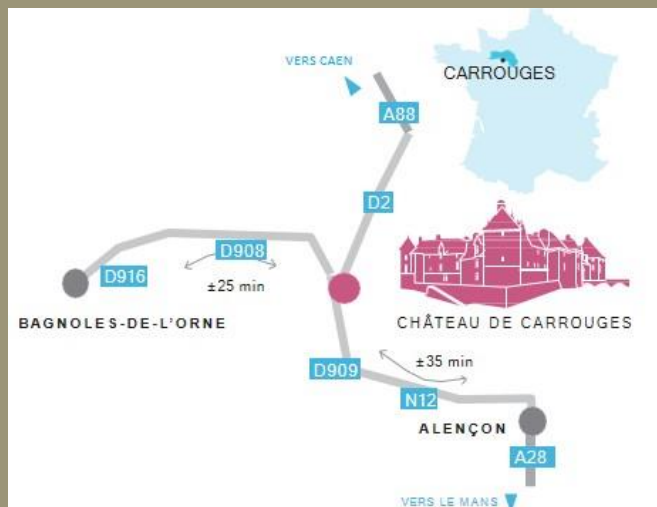 VERS CAEN
CARROUGES
A88
D2
D908
D916
±25 min
BAGNOLES-DE-L'ORNE
CHÂTEAU DE CARROUGES
±35 min
D909
N12
ALENÇON
A28
VERS LE MANS